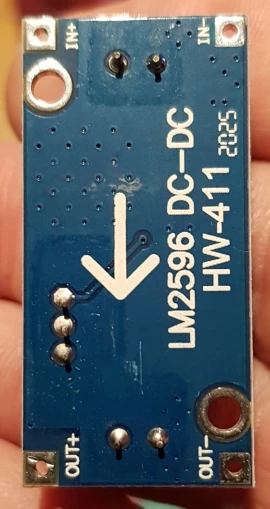 IN+
IN-
LM2596 DC-DC
HW-411 2025
OUT+
OUT-